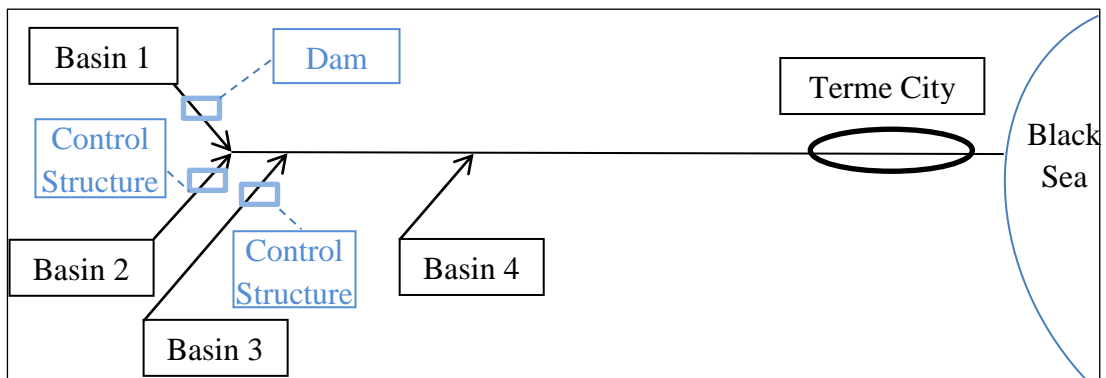 Basin 1
Dam
Terme City
Control
Structure
Black
Sea
Basin 2
Control
Structure
Basin 4
Basin 3